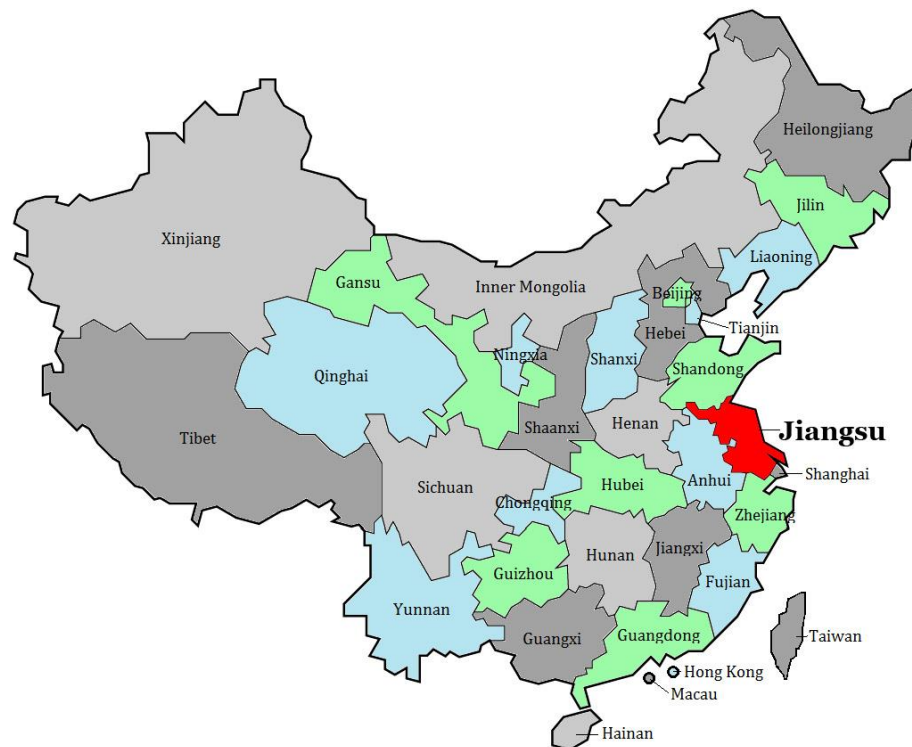 Heilongjiang
Jilin
Xinjiang
Liaoning
Gansu
Inner Mongolia
Beijing
Tianjin
Hebei
Ningxia
Shanxi
Shandong
Qinghai
Henan
Shaanxi
Jiangsu
Tibet
Shanghai
Anhui
Hubei
Sichuan
Chongqing
Zhejiang
Jiangxi
Hunan
Guizhou
Fujian
Yunnan
Guangdong
Taiwan
Guangxi
Hong Kong
Macau
Hainan